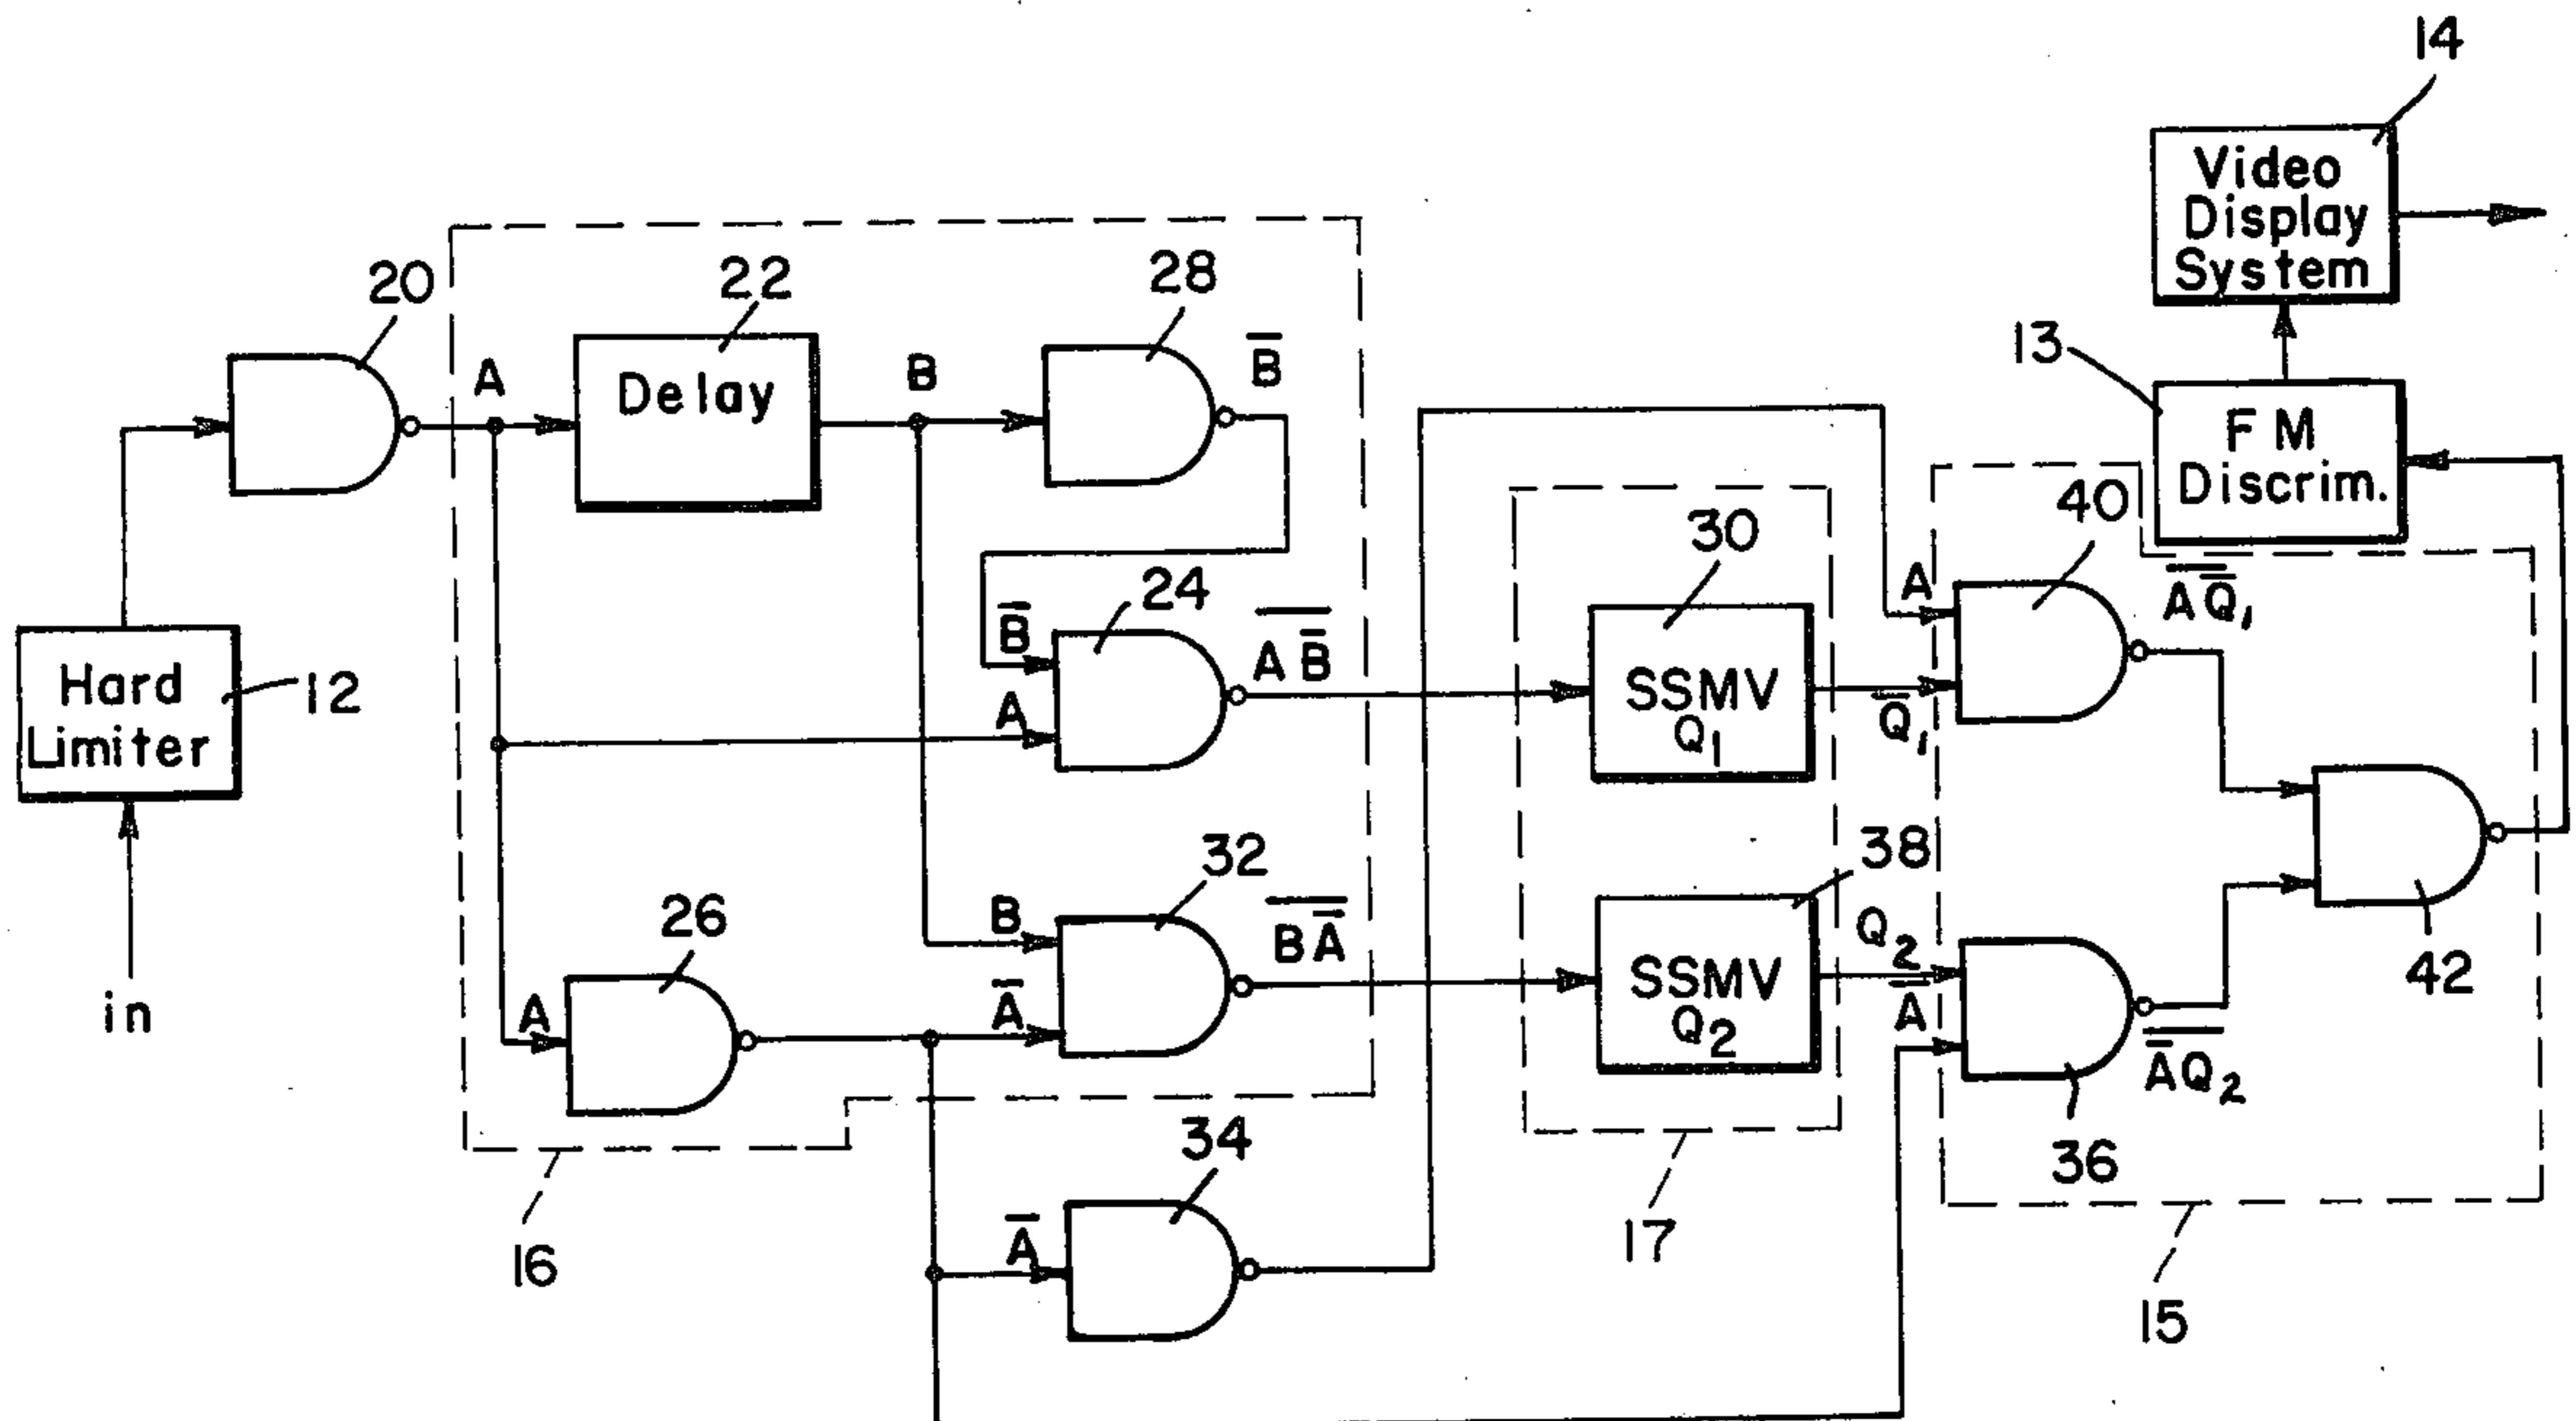 14
Video
Display
System
20
22
28
13
A
Delay
B
B̅
F M
Discrim.
40
30
24
A
A̅Q̅̅₁̅
B̅
A̅B̅̅
Hard
Limiter
12
SSMV
Q₁
Q̅₁
A
38
32
26
B
B̅A̅̅
Q₂
42
in
A
A̅
SSMV
Q₂
A̅
A̅̅Q̅₂̅
34
36
16
A̅
17
15